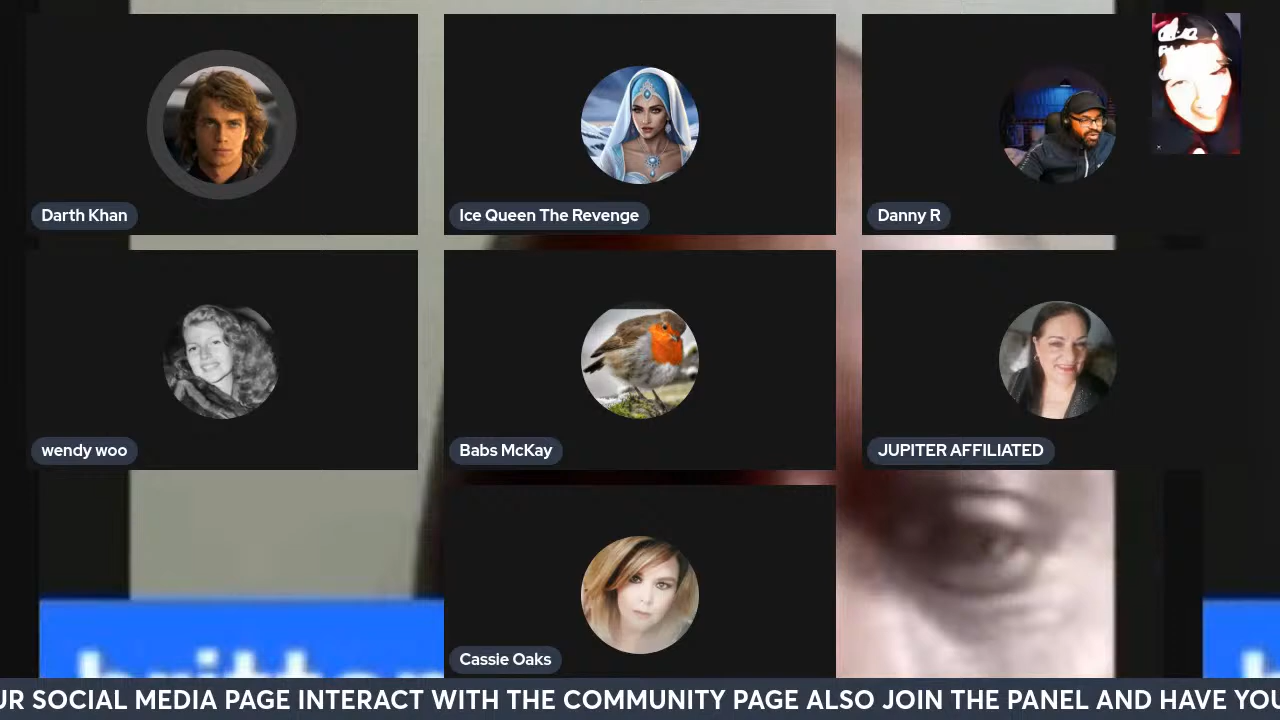 Darth Khan
Ice Queen The Revenge
Danny R
wendy woo
Babs McKay
JUPITER AFFILIATED
Cassie Oaks
UR SOCIAL MEDIA PAGE INTERACT WITH THE COMMUNITY PAGE ALSO JOIN THE PANEL AND HAVE YOU